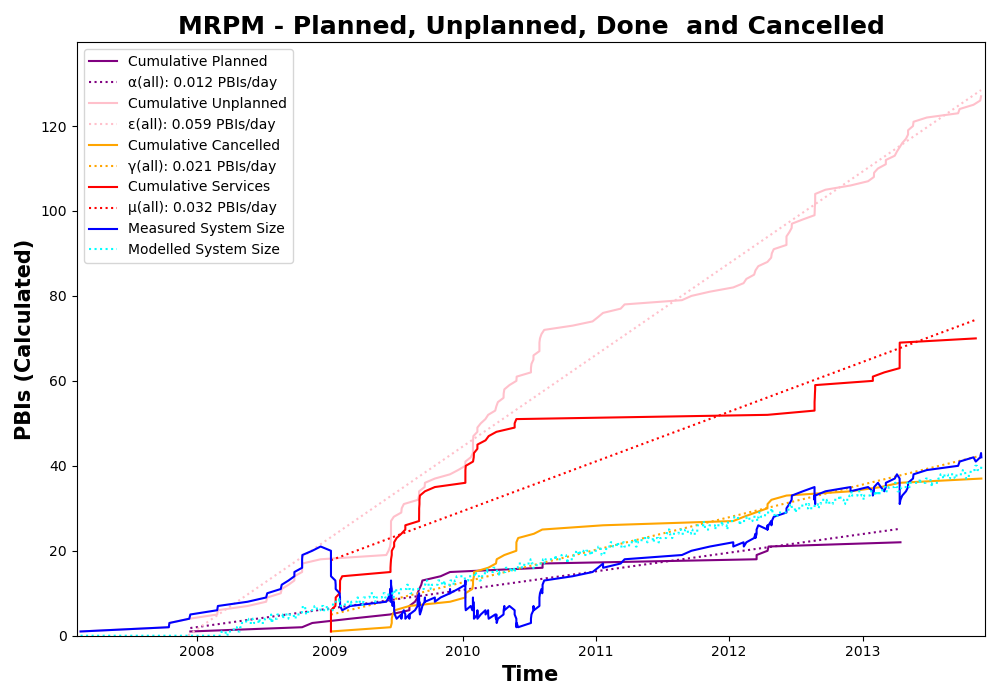 MRPM - Planned, Unplanned, Done  and Cancelled
Cumulative Planned
α(all): 0.012 PBIs/day
Cumulative Unplanned
ε(all): 0.059 PBIs/day
Cumulative Cancelled
γ(all): 0.021 PBIs/day
Cumulative Services
μ(all): 0.032 PBIs/day
Measured System Size
Modelled System Size
PBIs (Calculated)
120
100
80
60
40
20
0
2008 2009 2010 2011 2012 2013
Time